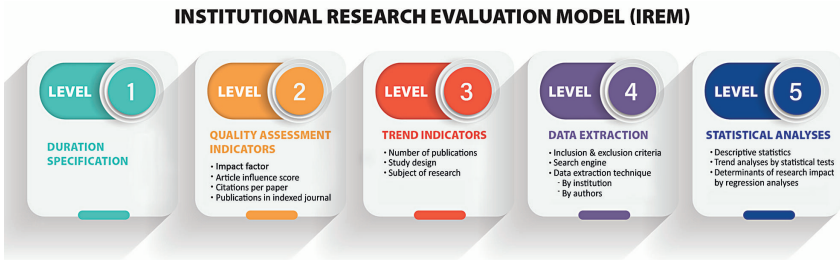 INSTITUTIONAL RESEARCH EVALUATION MODEL (IREM)
LEVEL 1
DURATION
SPECIFICATION
LEVEL 2
QUALITY ASSESSMENT
INDICATORS
• Impact factor
• Article influence score
• Citations per paper
• Publications in indexed journal
LEVEL 3
TREND INDICATORS
• Number of publications
• Study design
• Subject of research
LEVEL 4
DATA EXTRACTION
• Inclusion & exclusion criteria
• Search engine
• Data extraction technique
- By institution
- By authors
LEVEL 5
STATISTICAL ANALYSES
• Descriptive statistics
• Trend analyses by statistical tests
• Determinants of research impact
by regression analyses